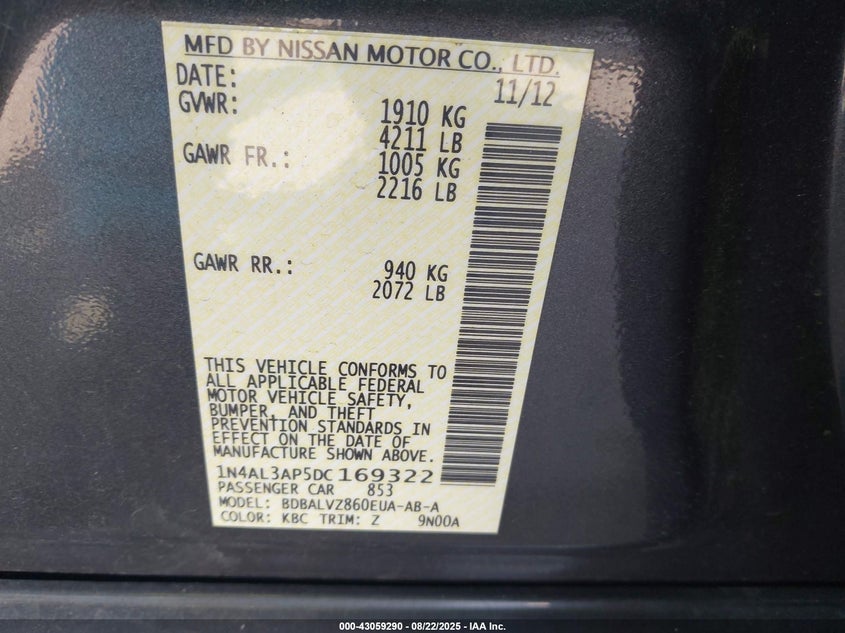 MFD BY NISSAN MOTOR CO., LTD.
DATE: 11/12
GVWR: 1910 KG
4211 LB
GAWR FR.: 1005 KG
2216 LB
GAWR RR.: 940 KG
2072 LB
THIS VEHICLE CONFORMS TO
ALL APPLICABLE FEDERAL
MOTOR VEHICLE SAFETY,
BUMPER, AND THEFT
PREVENTION STANDARDS IN
EFFECT ON THE DATE OF
MANUFACTURE SHOWN ABOVE.
1N4AL3AP5DC169322
PASSENGER CAR 853
MODEL: BDBALVZ860EUA-AB-A
COLOR: KBC TRIM: Z 9N00A
000-43059290 - 08/22/2025 - IAA Inc.